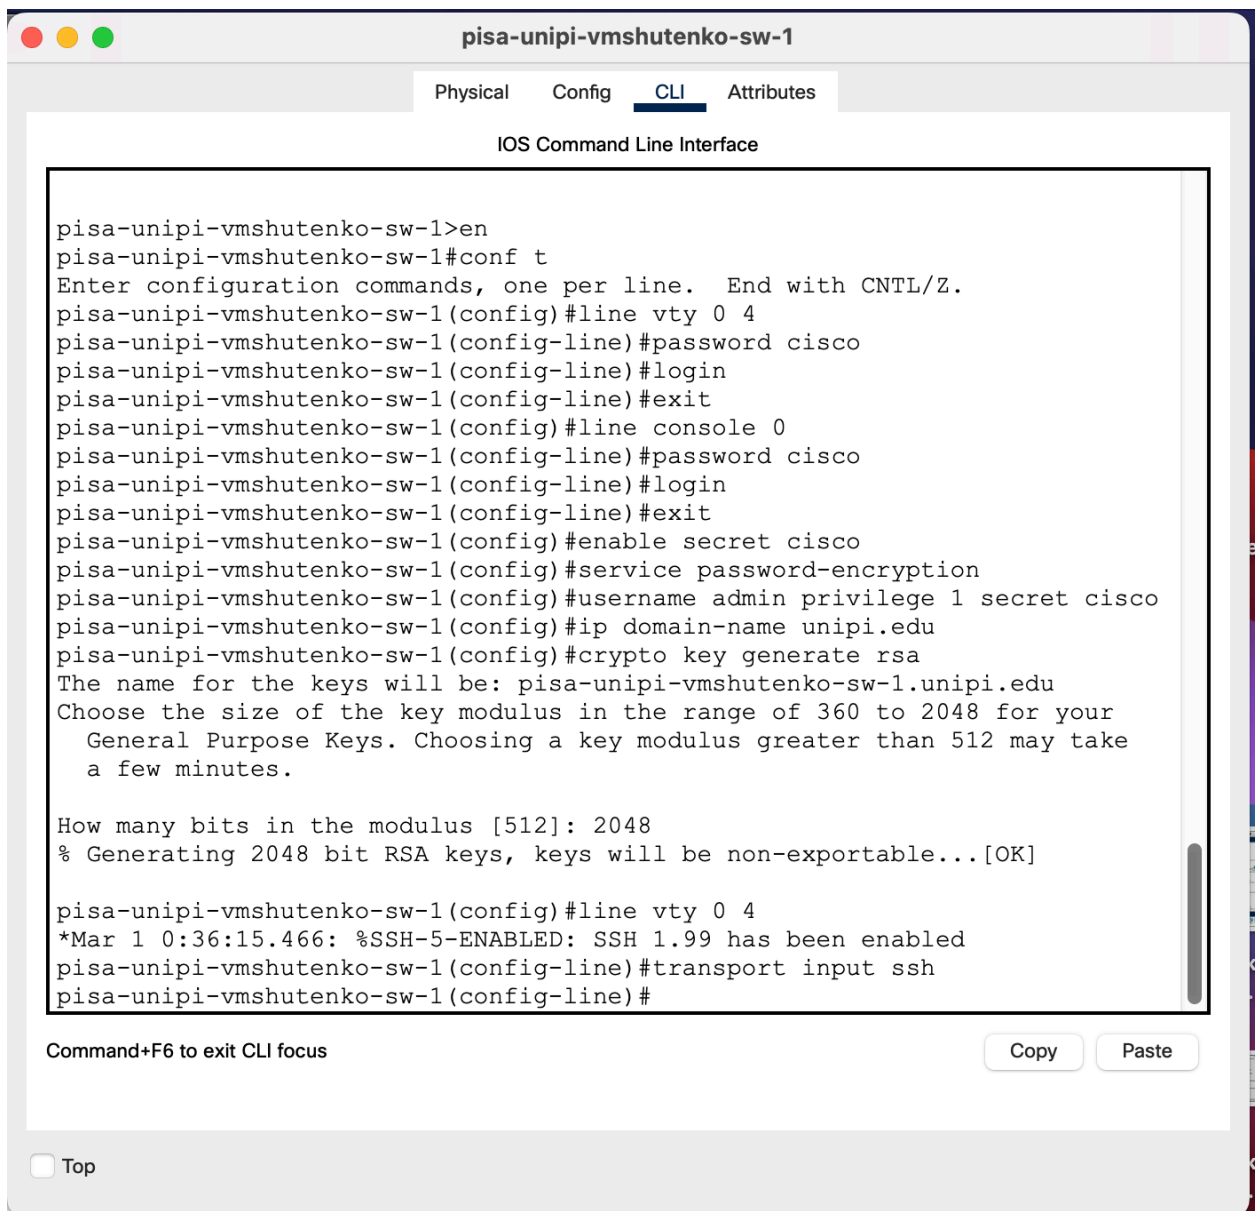 pisa-unipi-vmshutenko-sw-1
Physical Config CLI Attributes
IOS Command Line Interface
pisa-unipi-vmshutenko-sw-1>en
pisa-unipi-vmshutenko-sw-1#conf t
Enter configuration commands, one per line.  End with CNTL/Z.
pisa-unipi-vmshutenko-sw-1(config)#line vty 0 4
pisa-unipi-vmshutenko-sw-1(config-line)#password cisco
pisa-unipi-vmshutenko-sw-1(config-line)#login
pisa-unipi-vmshutenko-sw-1(config-line)#exit
pisa-unipi-vmshutenko-sw-1(config)#line console 0
pisa-unipi-vmshutenko-sw-1(config-line)#password cisco
pisa-unipi-vmshutenko-sw-1(config-line)#login
pisa-unipi-vmshutenko-sw-1(config-line)#exit
pisa-unipi-vmshutenko-sw-1(config)#enable secret cisco
pisa-unipi-vmshutenko-sw-1(config)#service password-encryption
pisa-unipi-vmshutenko-sw-1(config)#username admin privilege 1 secret cisco
pisa-unipi-vmshutenko-sw-1(config)#ip domain-name unipi.edu
pisa-unipi-vmshutenko-sw-1(config)#crypto key generate rsa
The name for the keys will be: pisa-unipi-vmshutenko-sw-1.unipi.edu
Choose the size of the key modulus in the range of 360 to 2048 for your
  General Purpose Keys. Choosing a key modulus greater than 512 may take
  a few minutes.
How many bits in the modulus [512]: 2048
% Generating 2048 bit RSA keys, keys will be non-exportable...[OK]
pisa-unipi-vmshutenko-sw-1(config)#line vty 0 4
*Mar 1 0:36:15.466: %SSH-5-ENABLED: SSH 1.99 has been enabled
pisa-unipi-vmshutenko-sw-1(config-line)#transport input ssh
pisa-unipi-vmshutenko-sw-1(config-line)#
Command+F6 to exit CLI focus
Copy Paste
Top